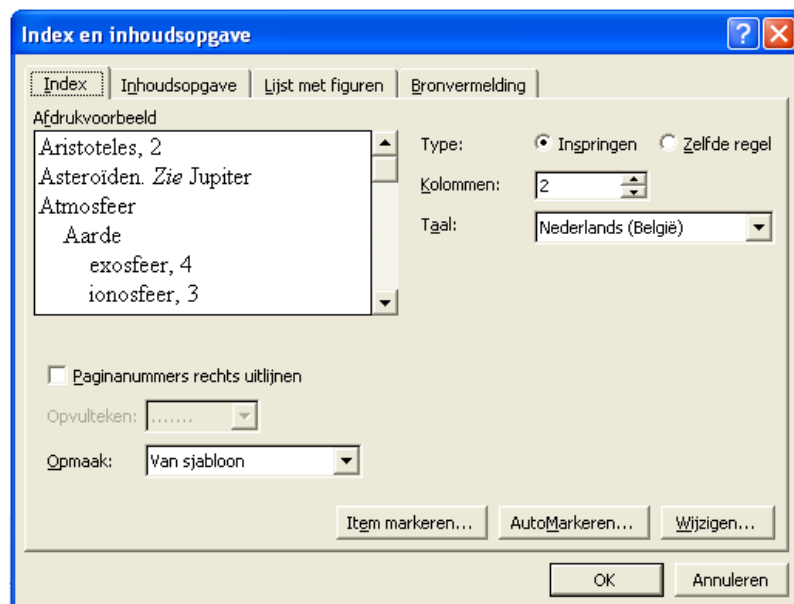 Index en inhoudsopgave
Index Inhoudsopgave Lijst met figuren Bronvermelding
Afdrukvoorbeeld
Aristoteles, 2
Asteroïden. Zie Jupiter
Atmosfeer
Aarde
exosfeer, 4
ionosfeer, 3
Type: Inspringen Zelfde regel
Kolommen: 2
Taal: Nederlands (België)
Paginanummers rechts uitlijnen
Opvulteken: .......
Opmaak: Van sjabloon
Item markeren... AutoMarkeren... Wijzigen...
OK Annuleren